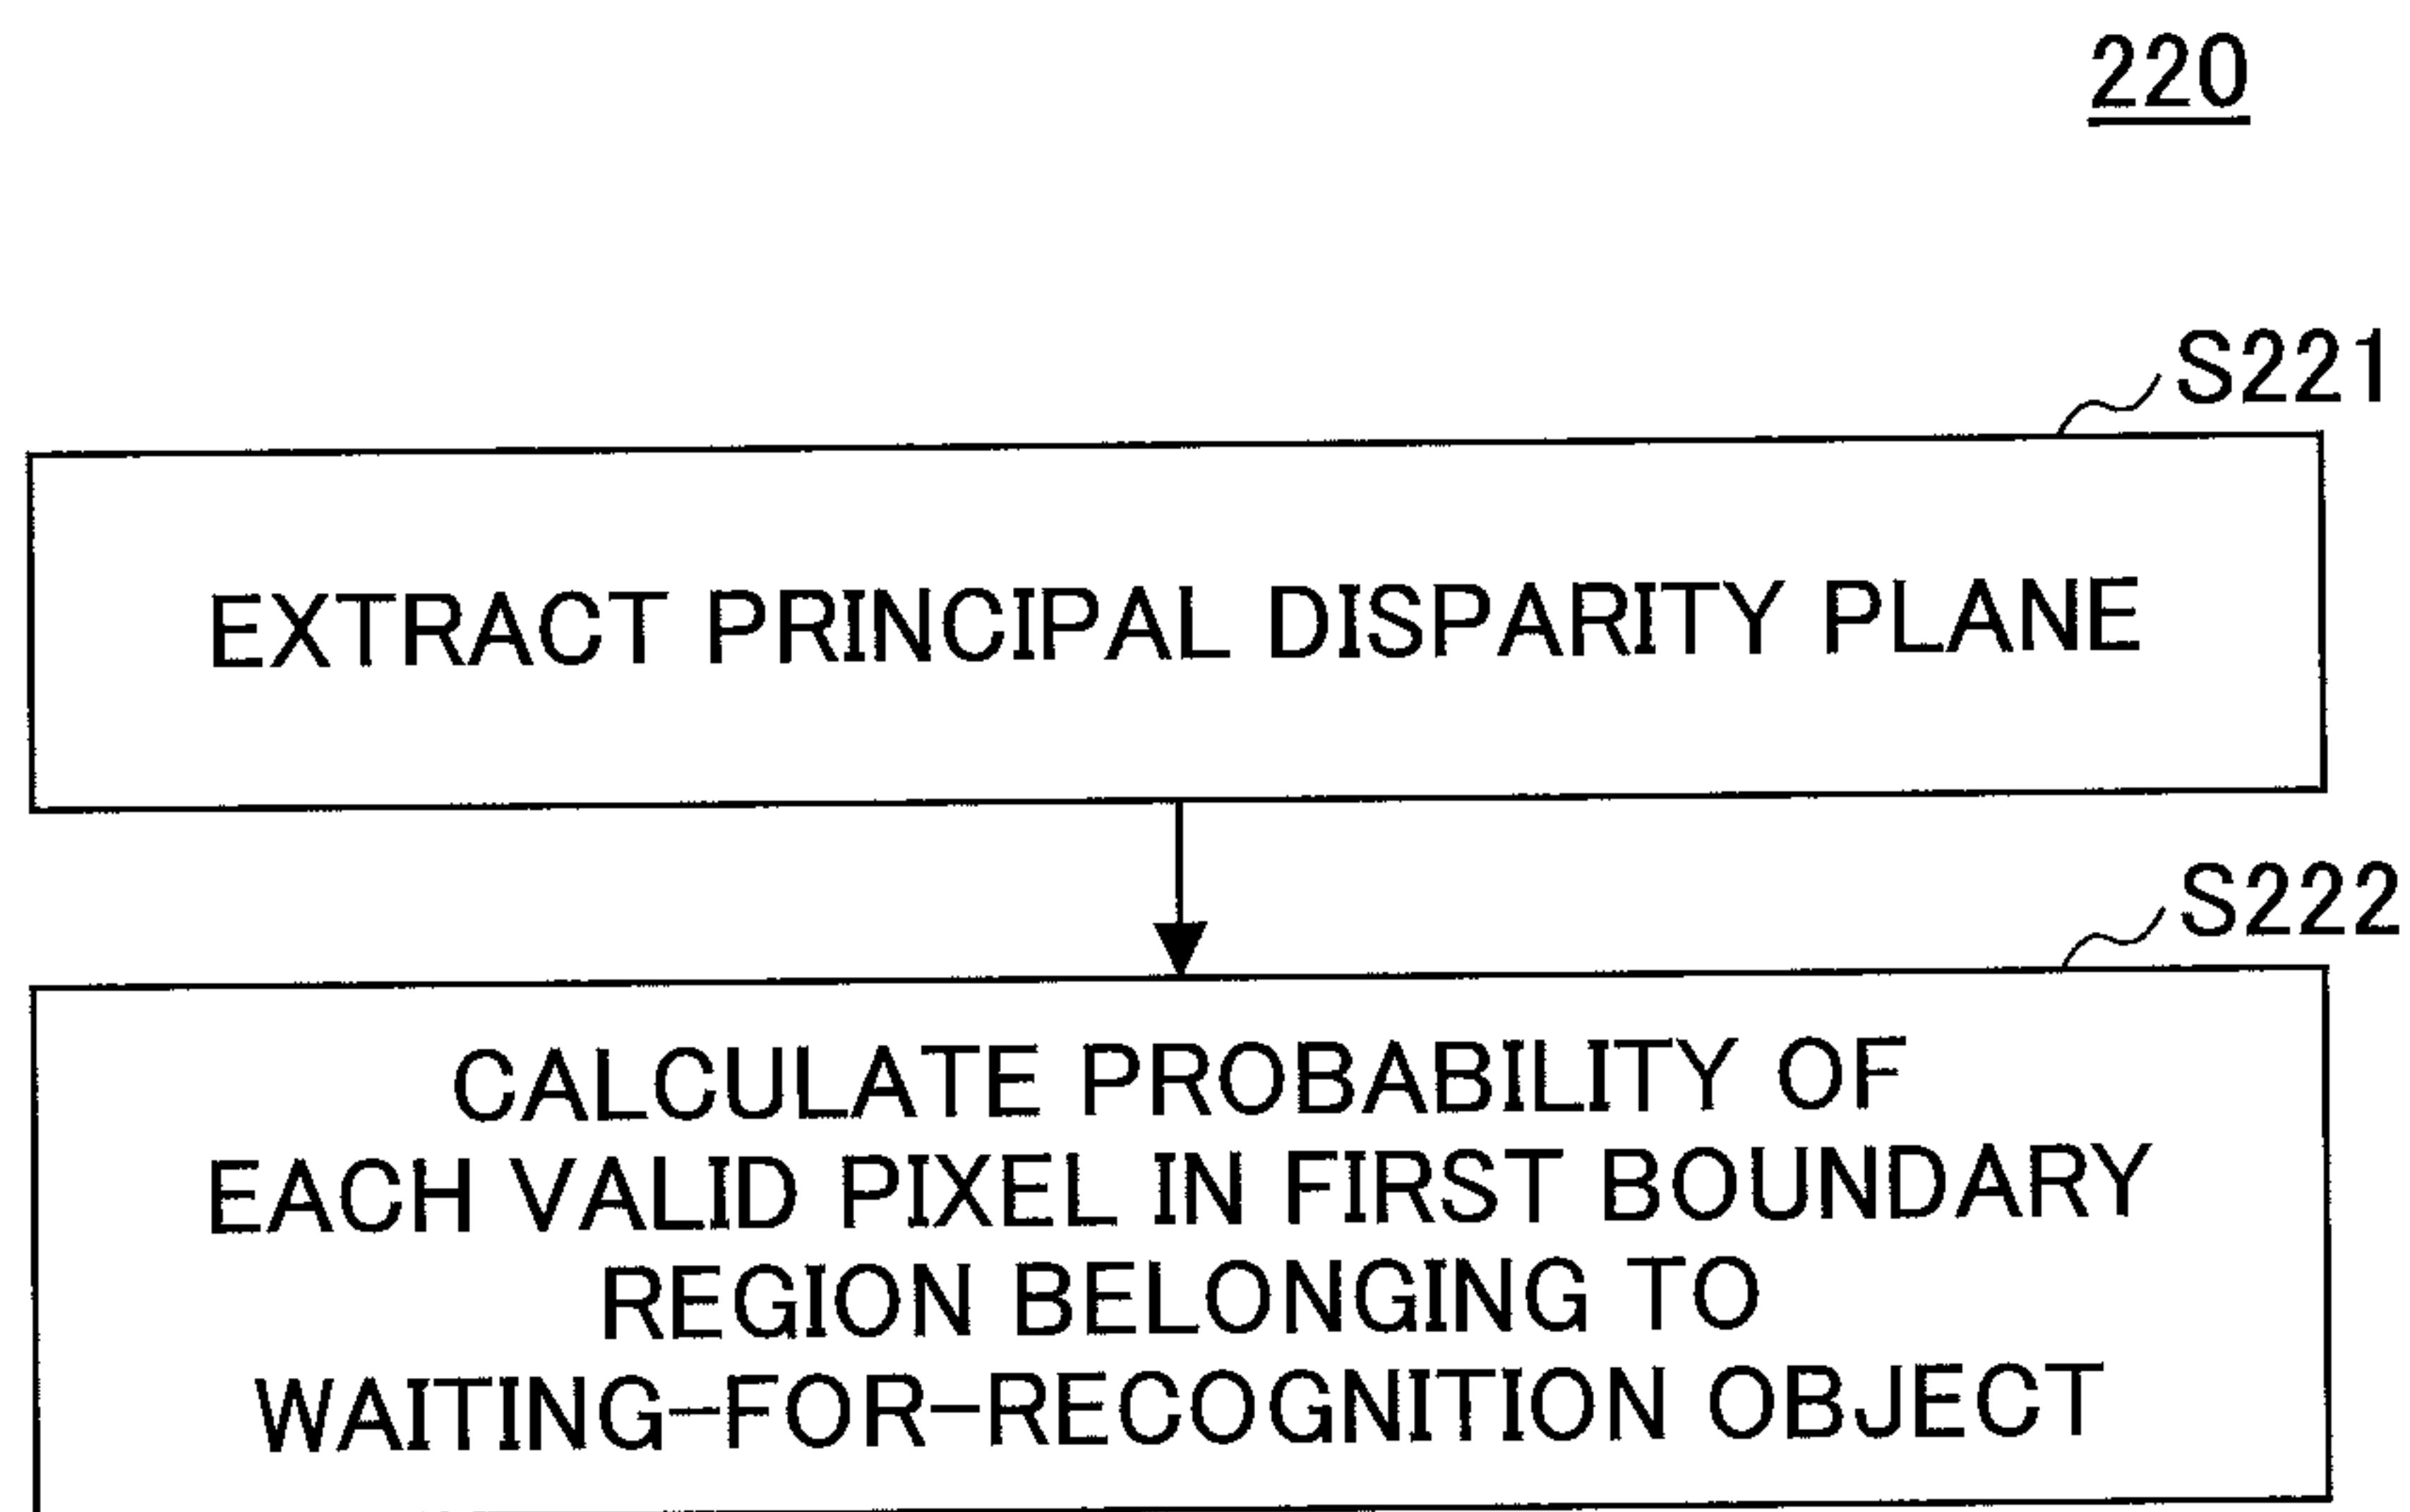 220
S221
EXTRACT PRINCIPAL DISPARITY PLANE
S222
CALCULATE PROBABILITY OF
EACH VALID PIXEL IN FIRST BOUNDARY
REGION BELONGING TO
WAITING-FOR-RECOGNITION OBJECT